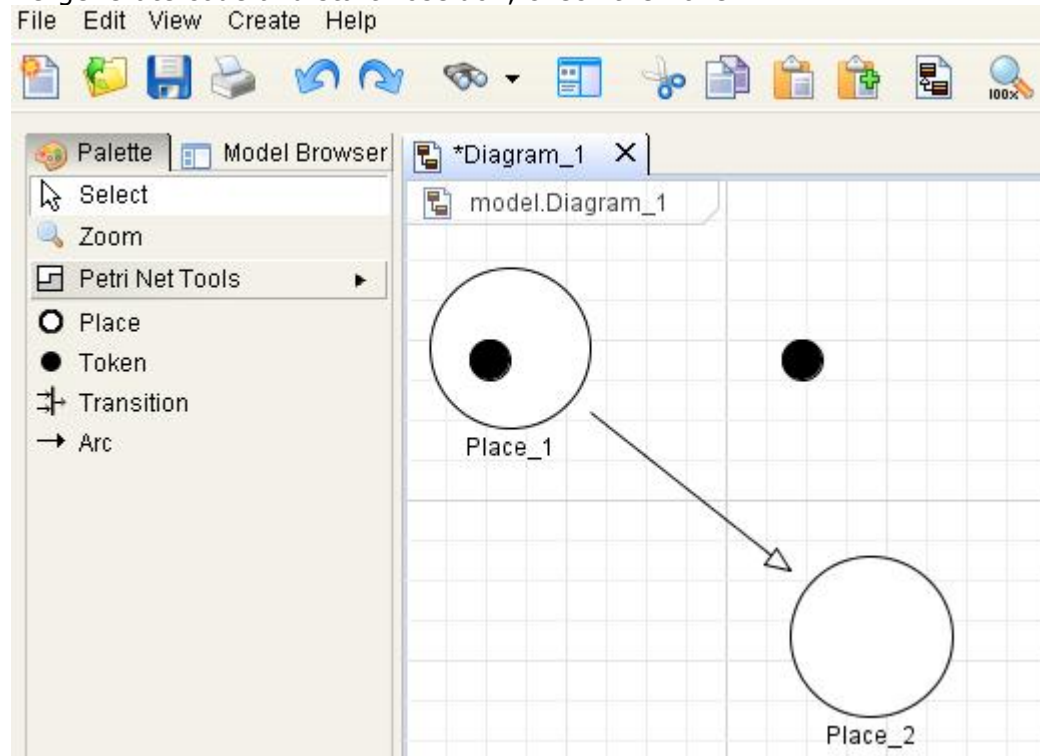 File Edit View Create Help
100x
Palette Model Browser
*Diagram_1
Select
model.Diagram_1
Zoom
Petri Net Tools
Place
Token
Transition
Arc
Place_1
Place_2